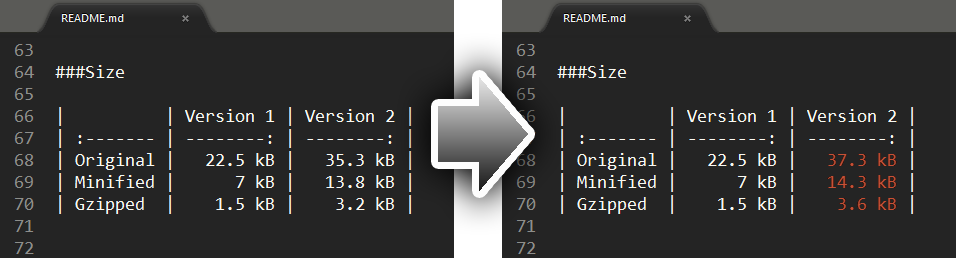 README.md ×
63
64 ###Size
65
66 |          | Version 1 | Version 2 |
67 | :------- | --------: | --------: |
68 | Original |   22.5 kB |   35.3 kB |
69 | Minified |      7 kB |   13.8 kB |
70 | Gzipped  |    1.5 kB |    3.2 kB |
71
72
README.md ×
63
64 ###Size
65
66 |          | Version 1 | Version 2 |
67 | :------- | --------: | --------: |
68 | Original |   22.5 kB |   37.3 kB |
69 | Minified |      7 kB |   14.3 kB |
70 | Gzipped  |    1.5 kB |    3.6 kB |
71
72